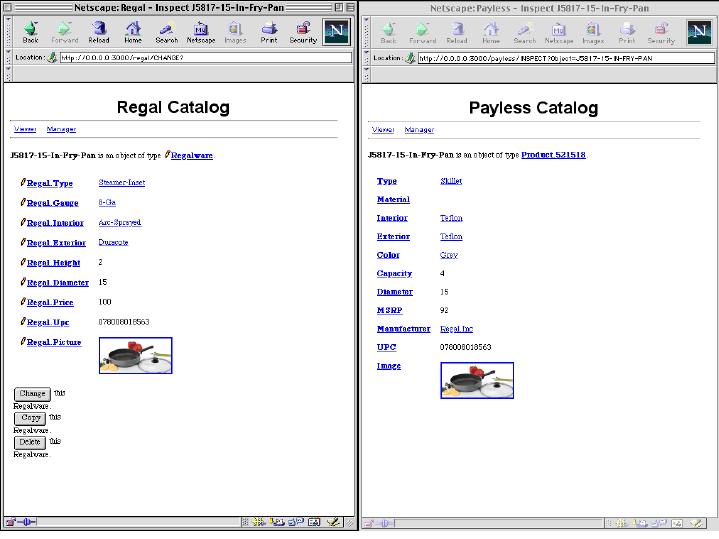 Netscape: Regal - Inspect J5817-15-In-Fry-Pan
Back Forward Reload Home Search Netscape Images Print Security
Location: http://0.0.0.0:3000/regal/CHANGE?
Regal Catalog
Viewer Manager
J5817-15-In-Fry-Pan is an object of type Regalware.
Regal.Type Steamer-Inset
Regal.Gauge 8-Ga
Regal.Interior Arc-Sprayed
Regal.Exterior Duracote
Regal.Height 2
Regal.Diameter 15
Regal.Price 100
Regal.Upc 078008018563
Regal.Picture
Change this
Regalware.
Copy this
Regalware.
Delete this
Regalware.
Netscape: Payless - Inspect J5817-15-In-Fry-Pan
Back Forward Reload Home Search Netscape Images Print Security
Location: http://0.0.0.0:3000/payless/INSPECT?Object=J5817-15-IN-FRY-PAN
Payless Catalog
Viewer Manager
J5817-15-In-Fry-Pan is an object of type Product.521518.
Type Skillet
Material
Interior Teflon
Exterior Teflon
Color Grey
Capacity 4
Diameter 15
MSRP 92
Manufacturer Regal.Inc
UPC 078008018563
Image